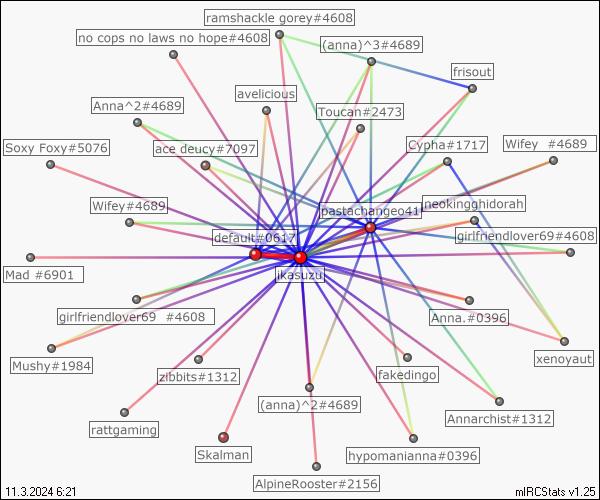 ramshackle gorey#4608
no cops no laws no hope#4608
(anna)^3#4689
frisout
avelicious
Anna^2#4689
Toucan#2473
Soxy Foxy#5076
ace deucy#7097
Cypha#1717
Wifey #4689
Wifey#4689
pastachangeo41
neokingghidorah
default#0617
girlfriendlover69#4608
Mad #6901
ikasuzu
girlfriendlover69 #4608
Anna.#0396
Mushy#1984
zibbits#1312
fakedingo
xenoyaut
(anna)^2#4689
Annarchist#1312
rattgaming
Skalman
hypomanianna#0396
AlpineRooster#2156
11.3.2024 6:21
mIRCStats v1.25